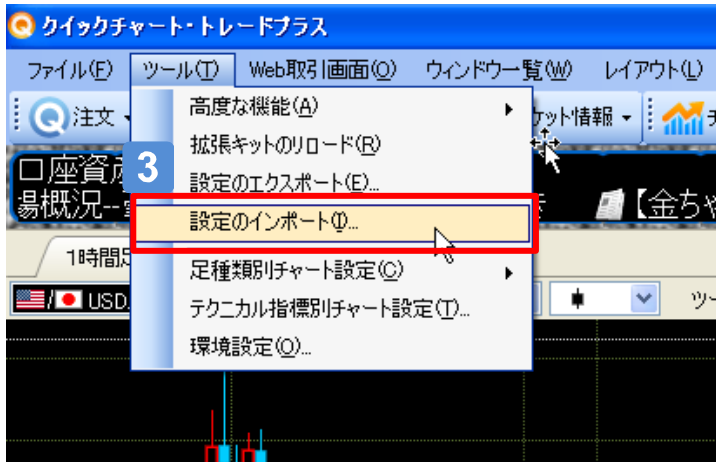 クイックチャート・トレードプラス
ファイル(F) ツール(T) Web取引画面(O) ウィンドウ一覧(W) レイアウト(L)
注文 ケット情報
高度な機能(A)
拡張キットのリロード(R)
口座資産
3
設定のエクスポート(E)...
場概況--
【金ちゃ
設定のインポート(I)...
1時間足
足種類別チャート設定(C)
USD
ツー
テクニカル指標別チャート設定(T)...
環境設定(O)...